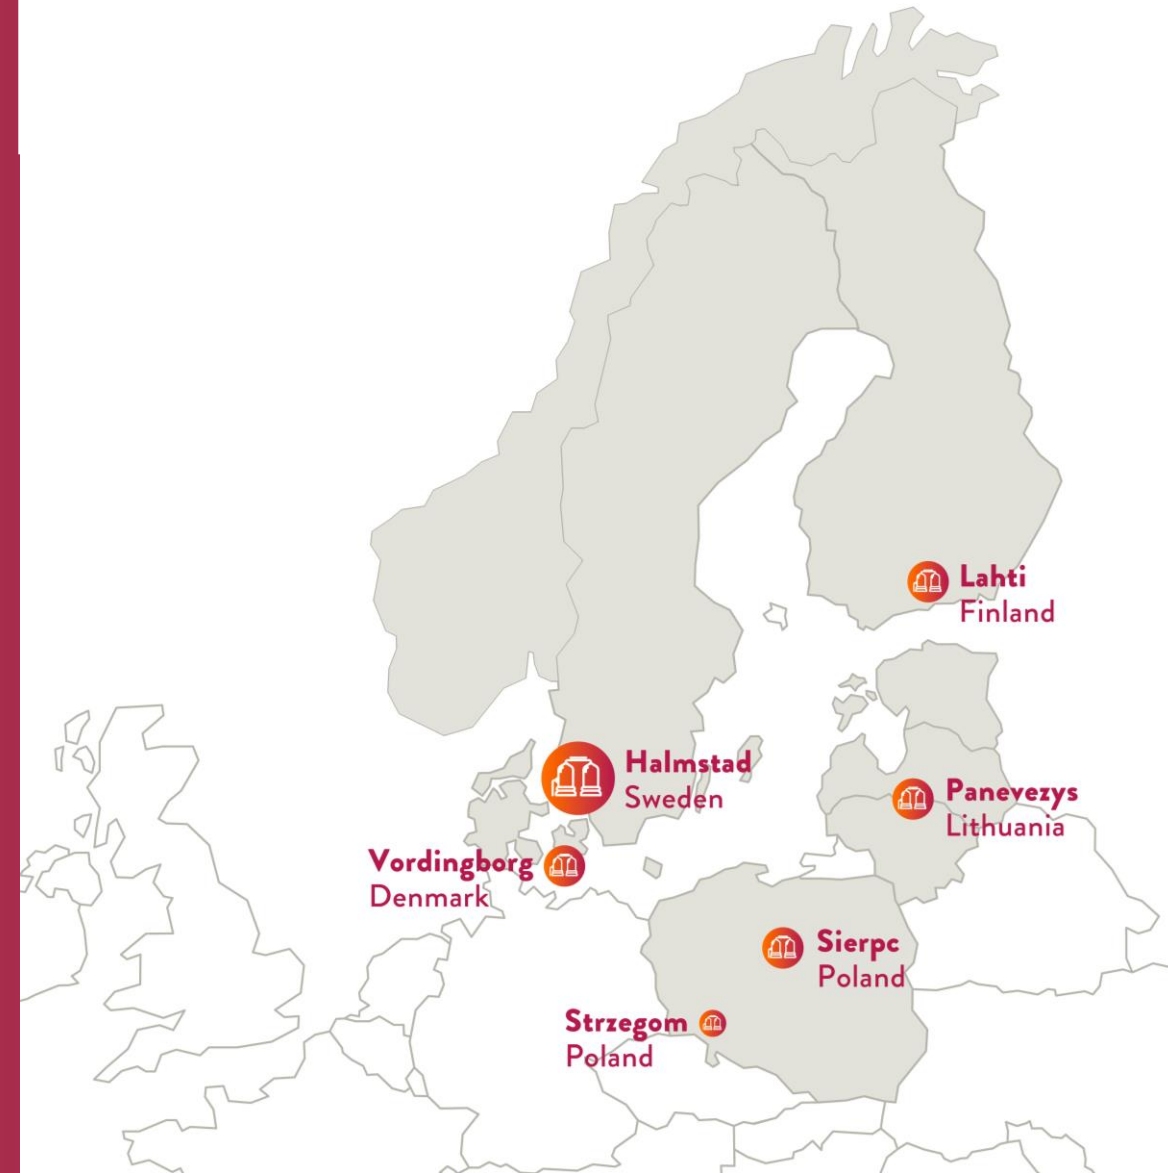 Lahti
Finland
Halmstad
Sweden
Panevezys
Lithuania
Vordingborg
Denmark
Sierpc
Poland
Strzegom
Poland